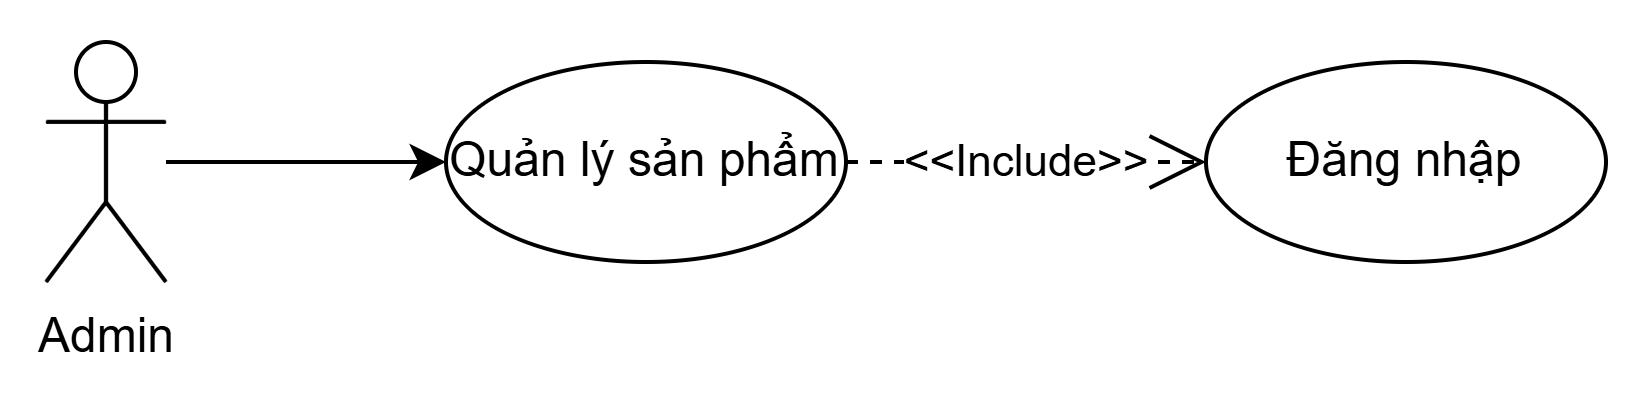 Quản lý sản phẩm
<<Include>>
Đăng nhập
Admin